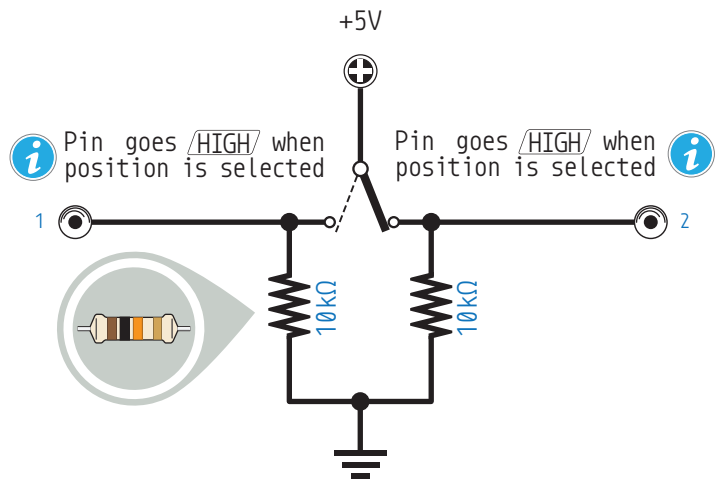 +5V
Pin goes HIGH when
position is selected
Pin goes HIGH when
position is selected
1
2
10kΩ
10kΩ